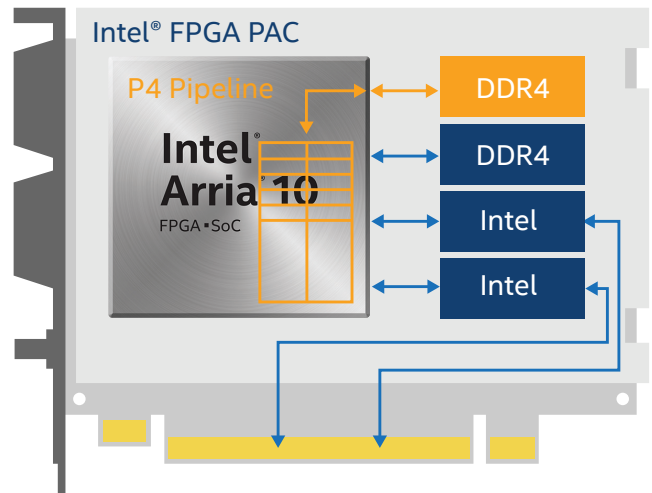 Intel® FPGA PAC
P4 Pipeline
Intel®
Arria® 10
FPGA▪SoC
DDR4
DDR4
Intel
Intel